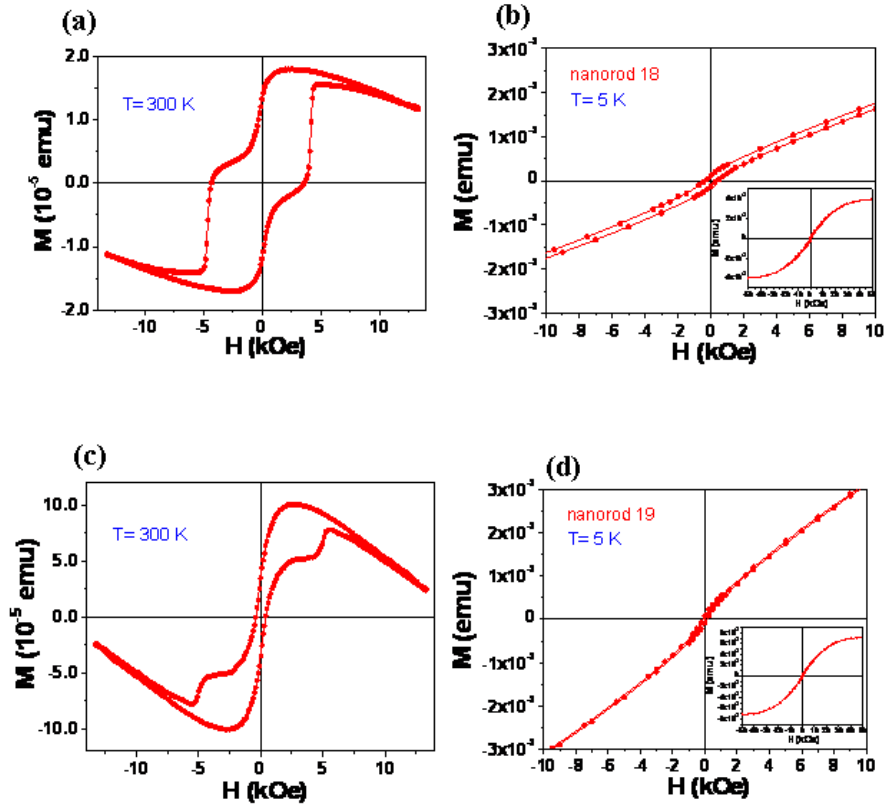 (a)
2.0
1.0
0.0
-1.0
-2.0
M (10⁻⁵ emu)
T= 300 K
-10 -5 0 5 10
H (kOe)
(b)
3x10⁻³
2x10⁻³
1x10⁻³
0
-1x10⁻³
-2x10⁻³
-3x10⁻³
M (emu)
nanorod 18
T= 5 K
M (emu)
H (kOe)
-10 -8 -6 -4 -2 0 2 4 6 8 10
H (kOe)
(c)
10.0
5.0
0.0
-5.0
-10.0
M (10⁻⁵ emu)
T= 300 K
-10 -5 0 5 10
H (kOe)
(d)
3x10⁻³
2x10⁻³
1x10⁻³
0
-1x10⁻³
-2x10⁻³
-3x10⁻³
M (emu)
nanorod 19
T= 5 K
M (emu)
H (kOe)
-10 -8 -6 -4 -2 0 2 4 6 8 10
H (kOe)